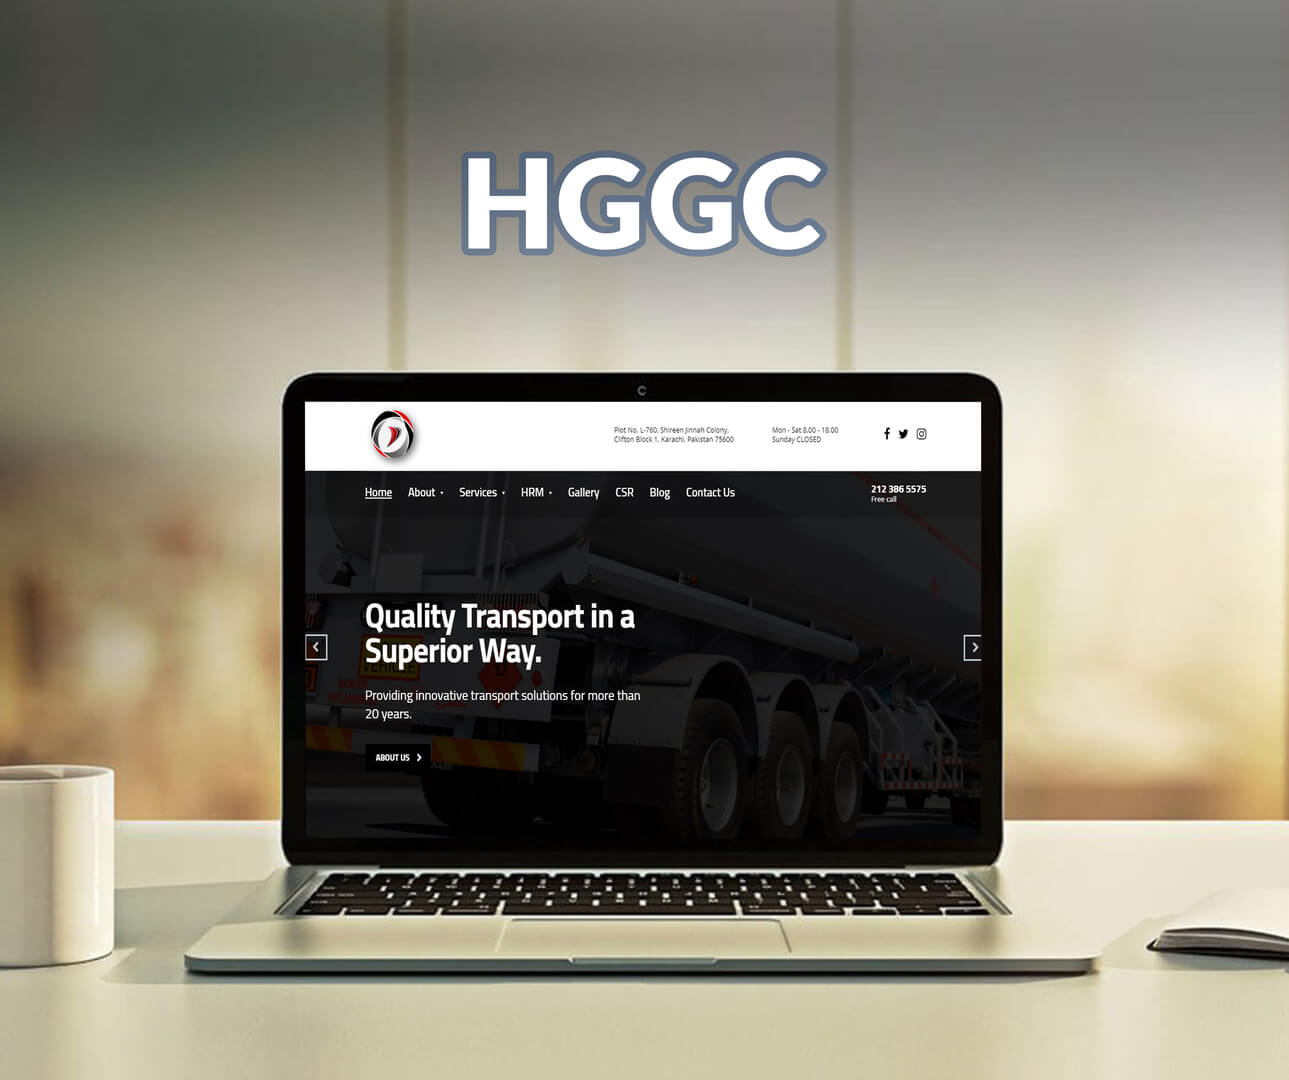 HGGC
Plot No. L-760, Shireen Jinnah Colony,
Clifton Block 1, Karachi, Pakistan 75600
Mon - Sat 8.00 - 18.00
Sunday CLOSED
Home About Services HRM Gallery CSR Blog Contact Us
212 386 5575
Free call
Quality Transport in a
Superior Way.
Providing innovative transport solutions for more than
20 years.
ABOUT US
VEHICLE
DANGER